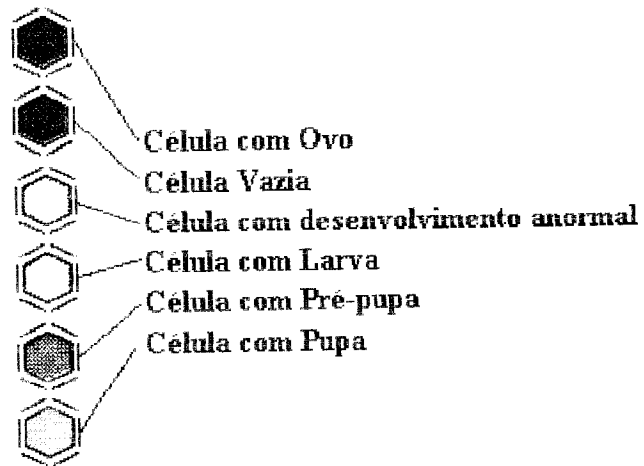 Célula com Ovo
Célula Vazia
Célula com desenvolvimento anormal
Célula com Larva
Célula com Pré-pupa
Célula com Pupa